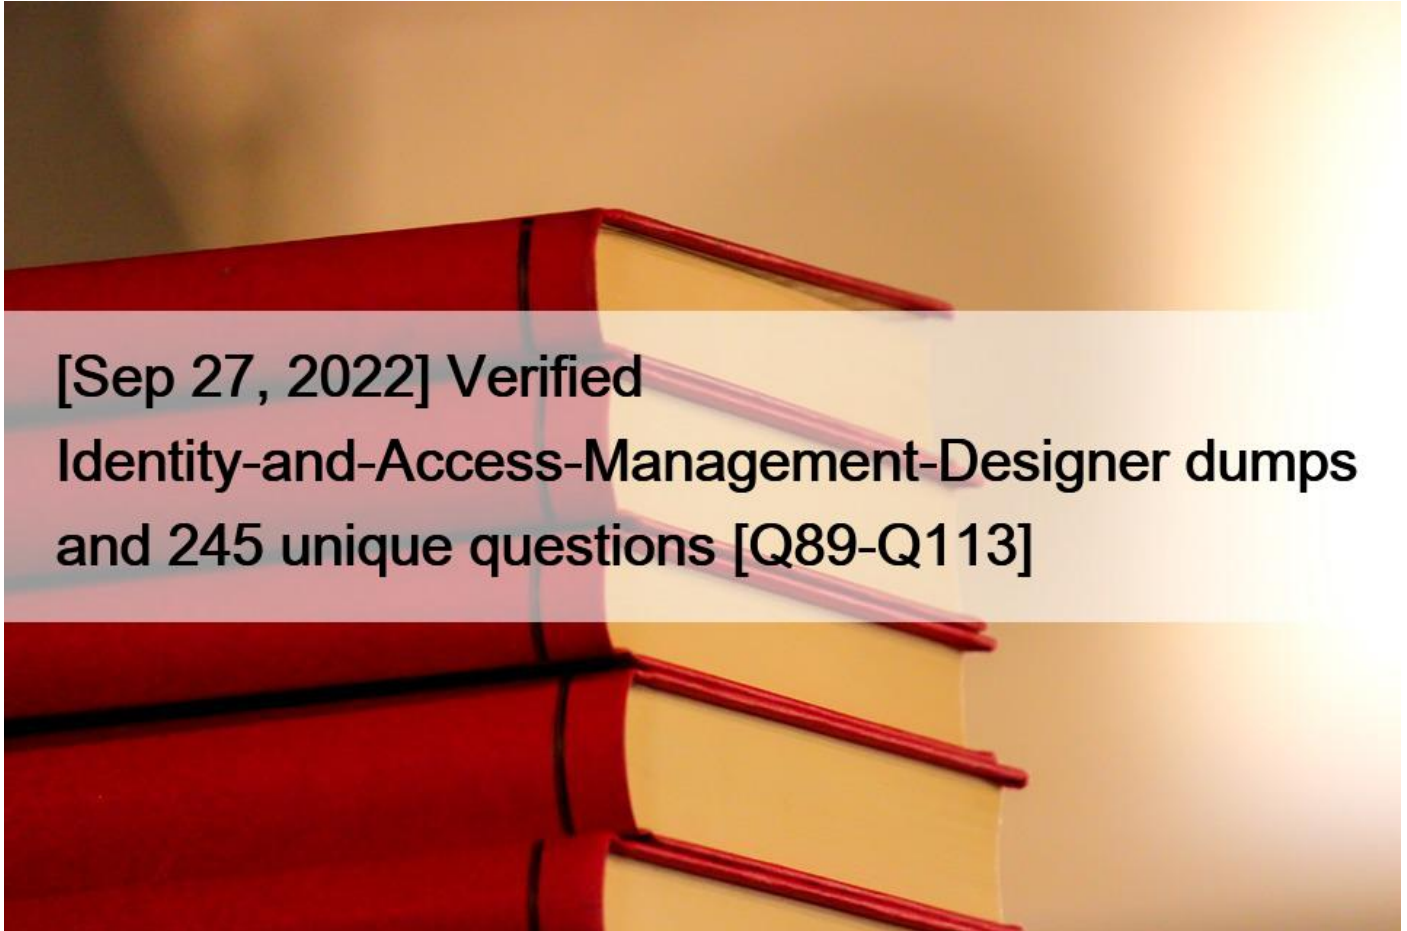 [Sep 27, 2022] Verified
Identity-and-Access-Management-Designer dumps
and 245 unique questions [Q89-Q113]